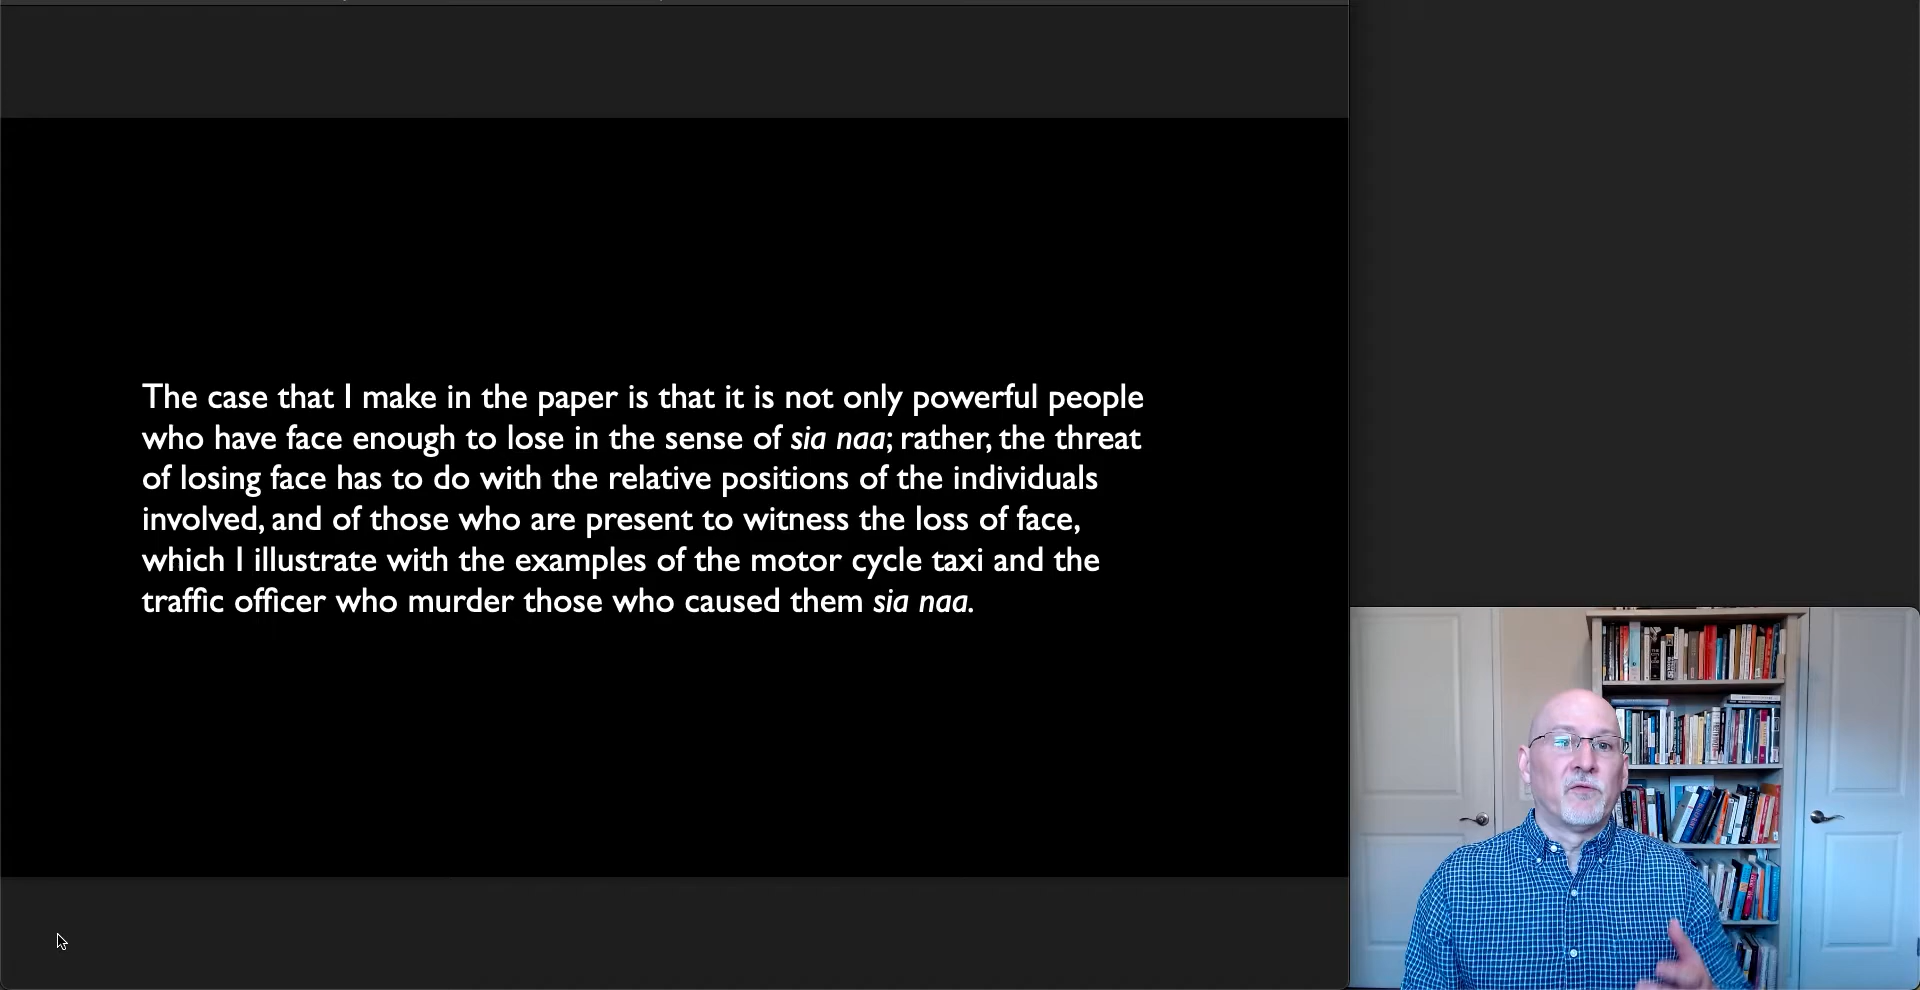 The case that I make in the paper is that it is not only powerful people
who have face enough to lose in the sense of sia naa; rather, the threat
of losing face has to do with the relative positions of the individuals
involved, and of those who are present to witness the loss of face,
which I illustrate with the examples of the motor cycle taxi and the
traffic officer who murder those who caused them sia naa.